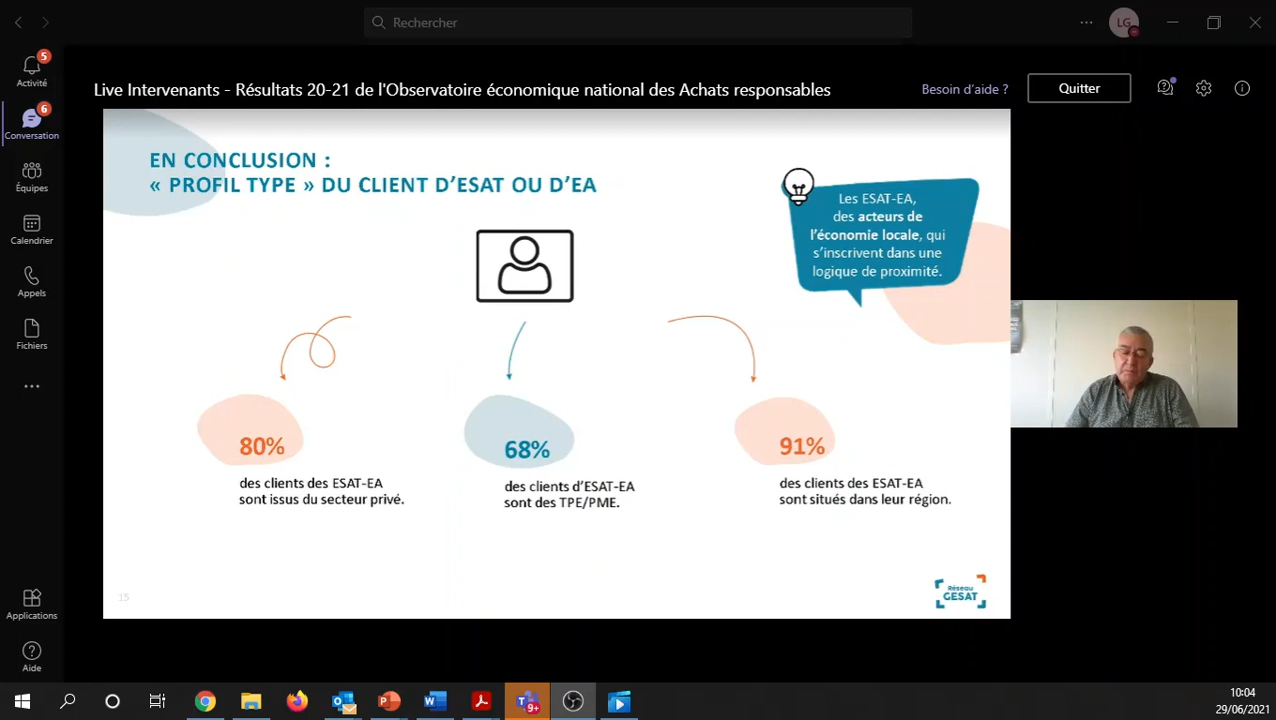 Rechercher
LG
5
Activité
6
Conversation
Équipes
Calendrier
Appels
Fichiers
Applications
Aide
Live Intervenants - Résultats 20-21 de l'Observatoire économique national des Achats responsables
Besoin d'aide ?
Quitter
EN CONCLUSION :
« PROFIL TYPE » DU CLIENT D'ESAT OU D'EA
Les ESAT-EA,
des acteurs de
l'économie locale, qui
s'inscrivent dans une
logique de proximité.
80%
des clients des ESAT-EA
sont issus du secteur privé.
68%
des clients d'ESAT-EA
sont des TPE/PME.
91%
des clients des ESAT-EA
sont situés dans leur région.
15
Réseau
GESAT
9+
10:04
29/06/2021